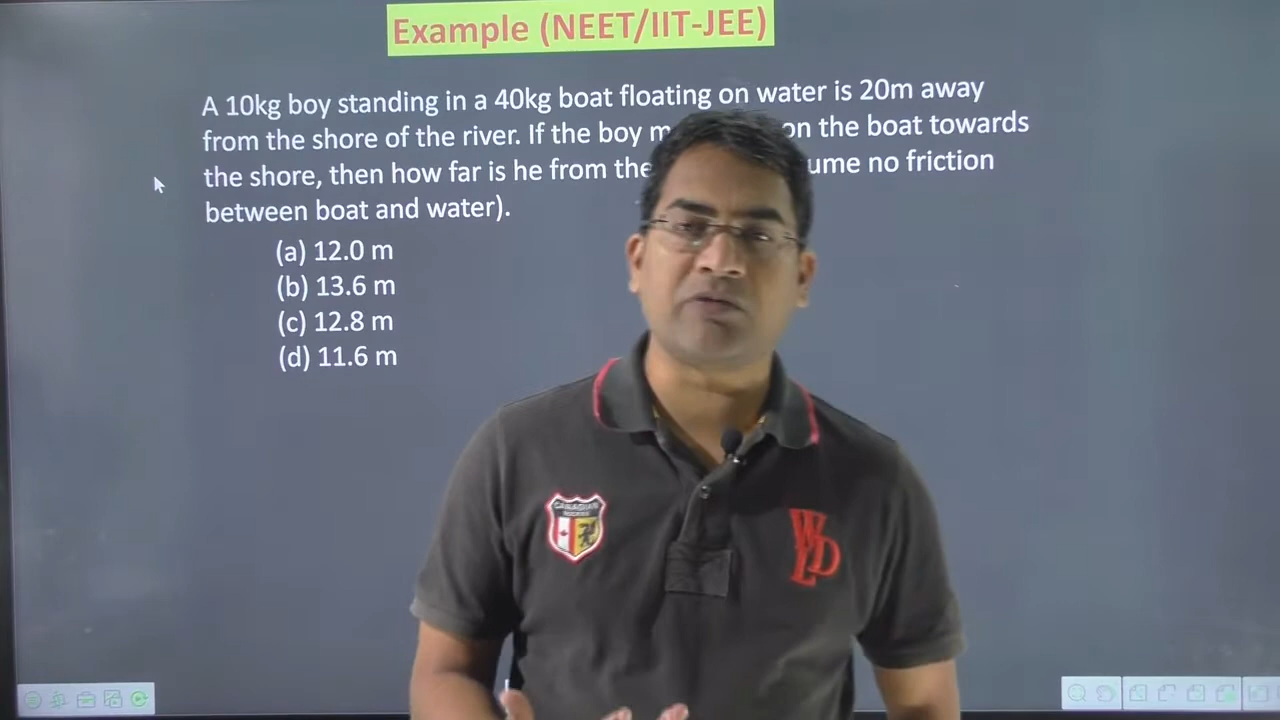 Example (NEET/IIT-JEE)
A 10kg boy standing in a 40kg boat floating on water is 20m away
from the shore of the river. If the boy m on the boat towards
the shore, then how far is he from the ume no friction
between boat and water).
(a) 12.0 m
(b) 13.6 m
(c) 12.8 m
(d) 11.6 m
CANADIAN
WLD